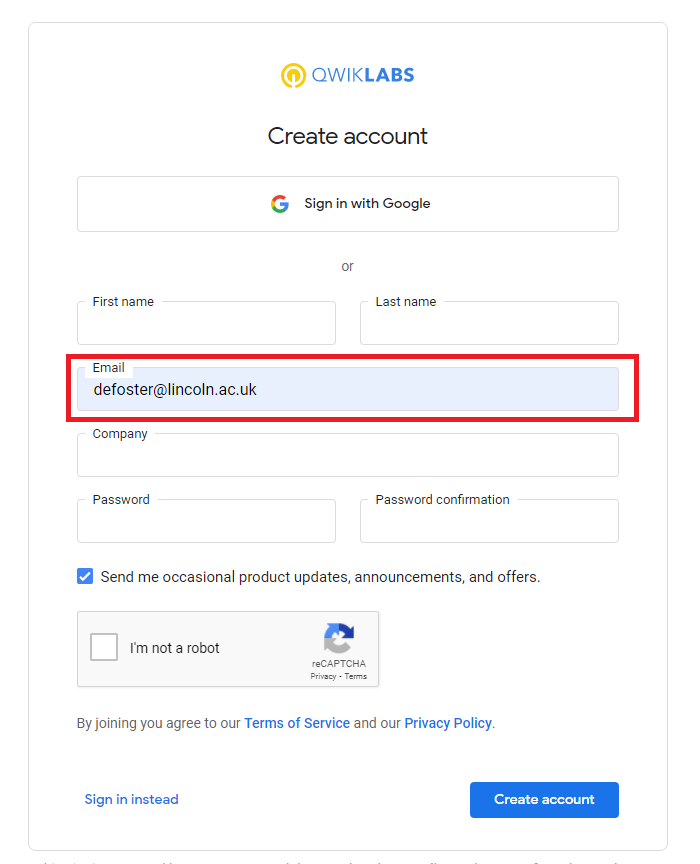 QWIKLABS
Create account
Sign in with Google
or
First name Last name
Email
defoster@lincoln.ac.uk
Company
Password Password confirmation
Send me occasional product updates, announcements, and offers.
I'm not a robot
reCAPTCHA
Privacy - Terms
By joining you agree to our Terms of Service and our Privacy Policy.
Sign in instead Create account